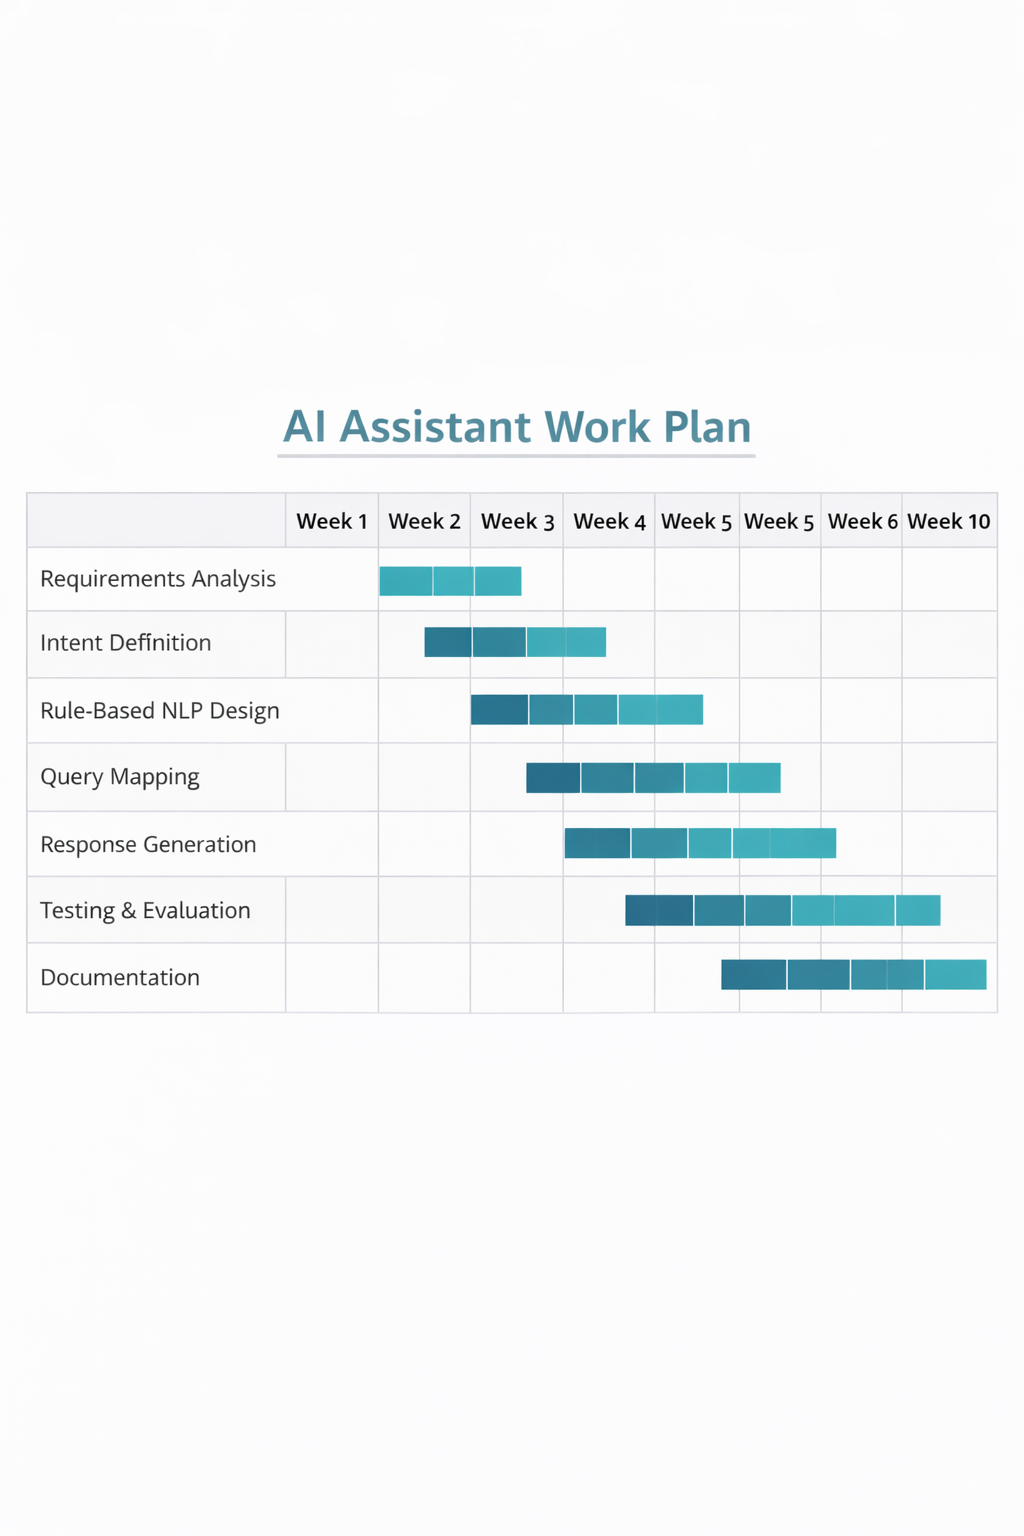 AI Assistant Work Plan
Week 1 Week 2 Week 3 Week 4 Week 5 Week 5 Week 6 Week 10
Requirements Analysis
Intent Definition
Rule-Based NLP Design
Query Mapping
Response Generation
Testing & Evaluation
Documentation